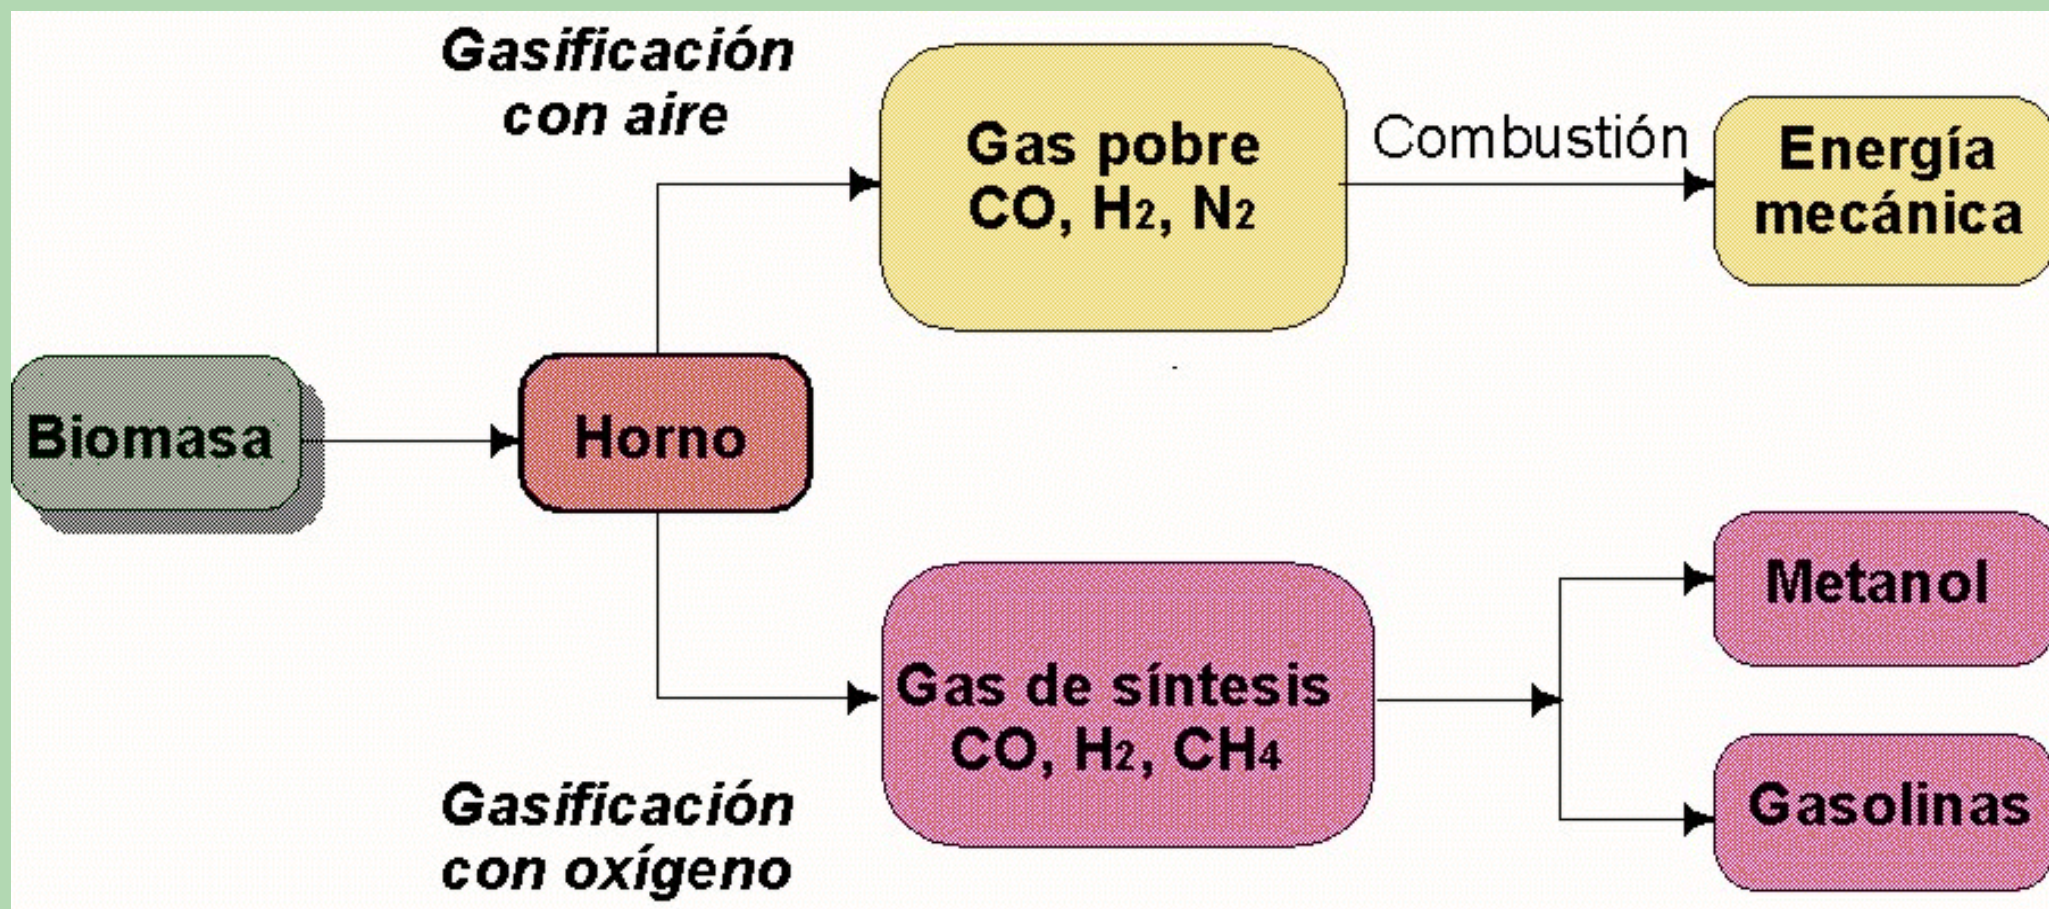 Gasificación
con aire
Gas pobre
CO, H2, N2
Combustión
Energía
mecánica
Biomasa
Horno
Gas de síntesis
CO, H2, CH4
Metanol
Gasolinas
Gasificación
con oxígeno